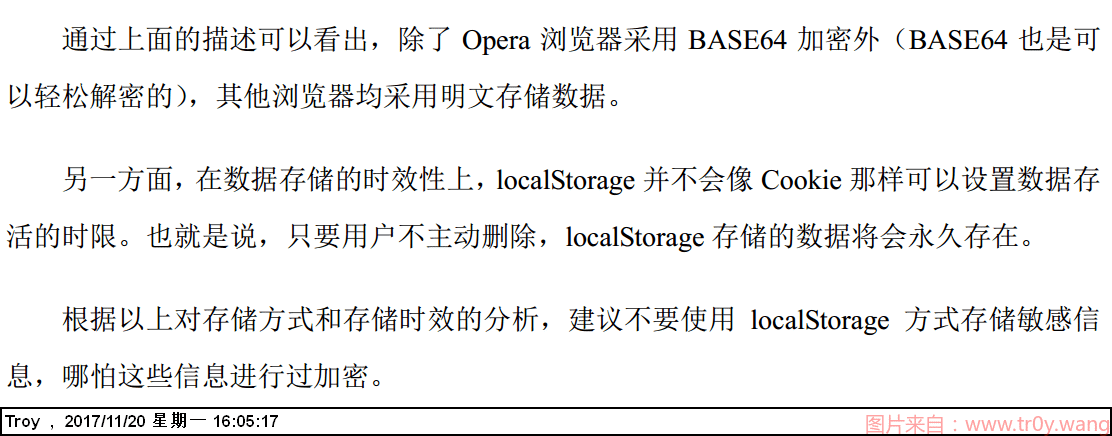 通过上面的描述可以看出，除了 Opera 浏览器采用 BASE64 加密外（BASE64 也是可
以轻松解密的），其他浏览器均采用明文存储数据。
另一方面，在数据存储的时效性上，localStorage 并不会像 Cookie 那样可以设置数据存
活的时限。也就是说，只要用户不主动删除，localStorage 存储的数据将会永久存在。
根据以上对存储方式和存储时效的分析，建议不要使用 localStorage 方式存储敏感信
息，哪怕这些信息进行过加密。
Troy , 2017/11/20 星期一 16:05:17
图片来自：www.tr0y.wang